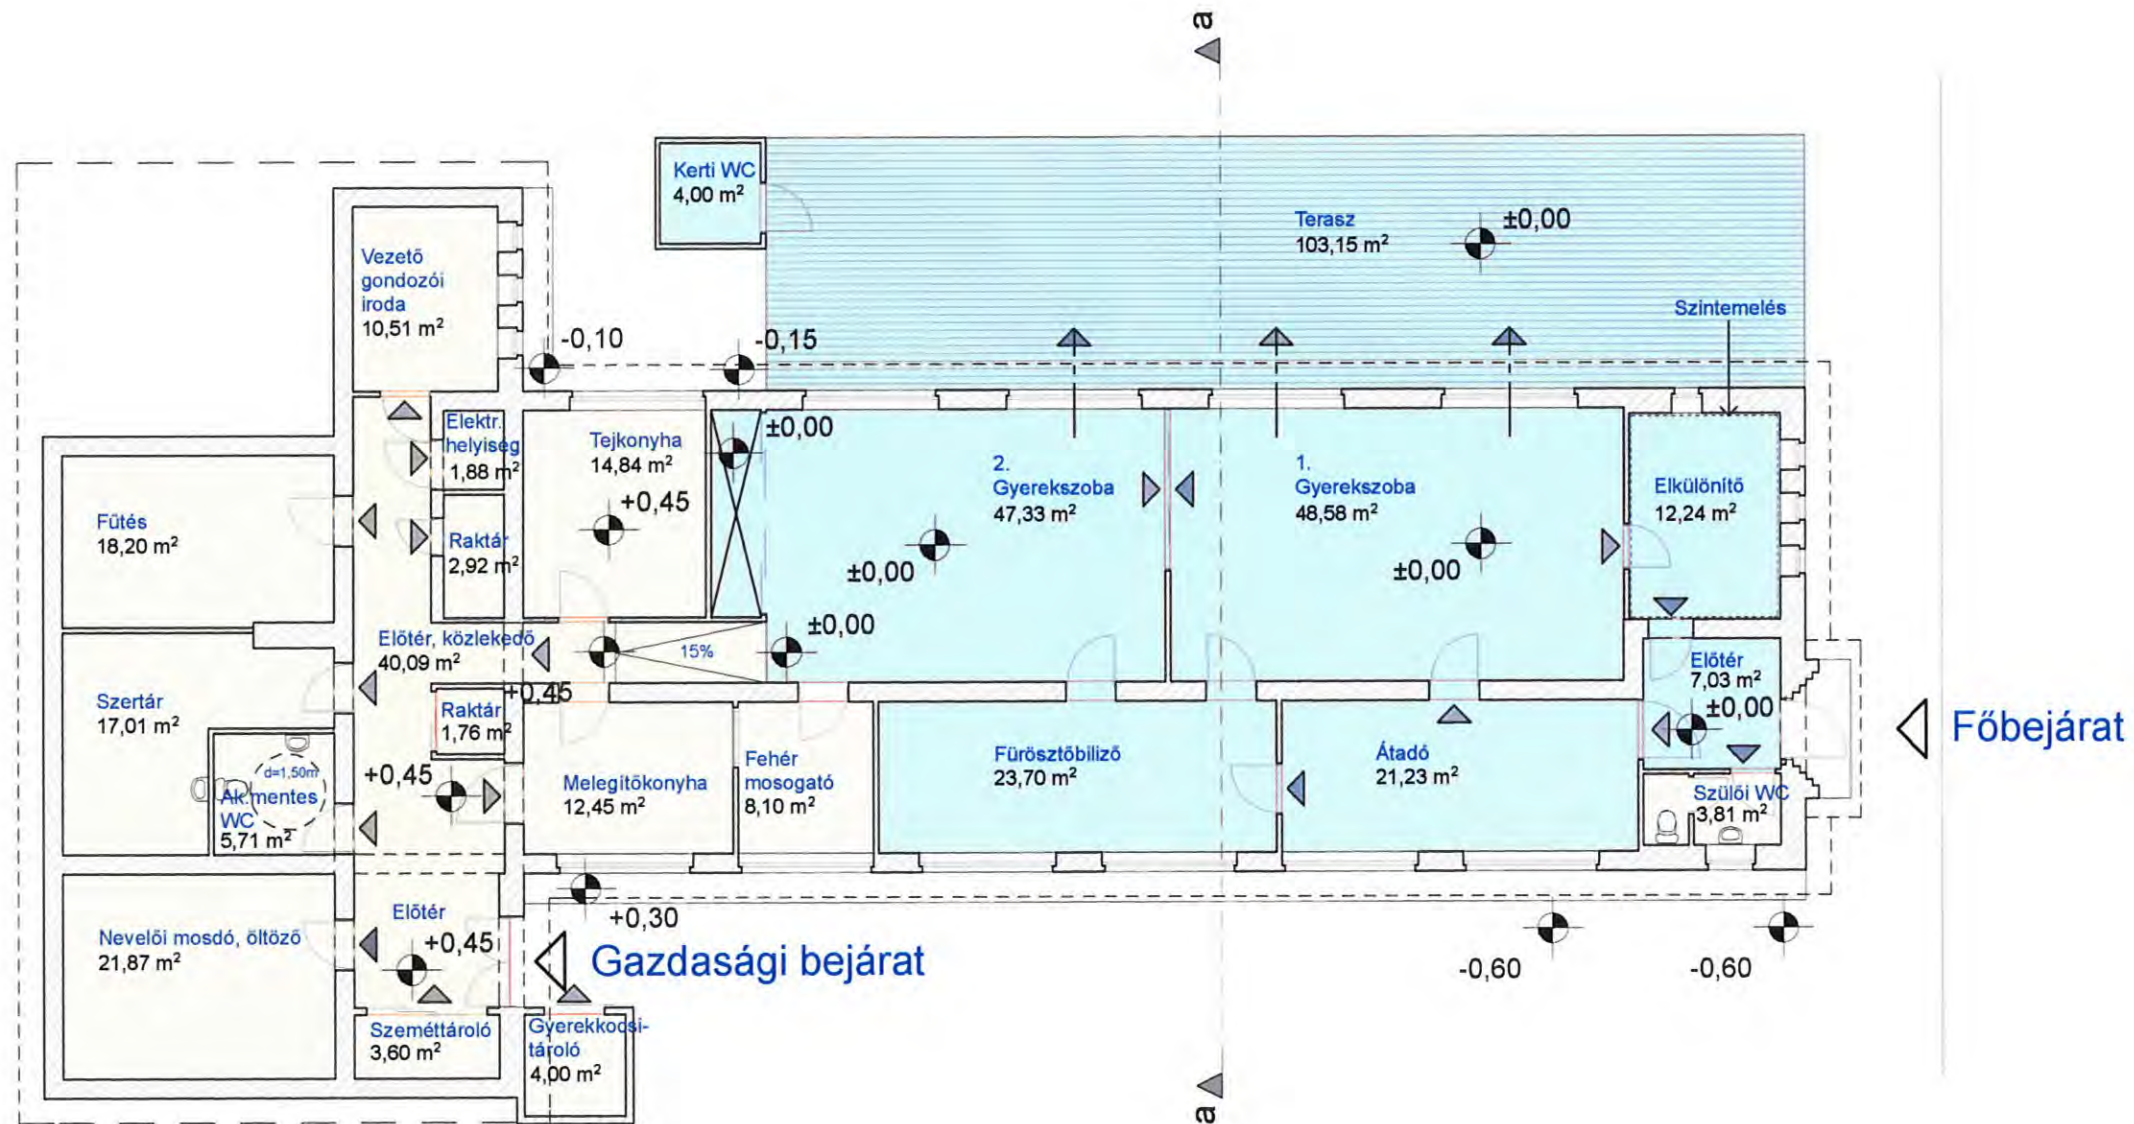 a
Kerti WC
4,00 m²
Terasz
103,15 m²
±0,00
Vezető
gondozói
iroda
10,51 m²
-0,10
-0,15
Szintemelés
Elektr.
helyiség
1,88 m²
Tejkonyha
14,84 m²
+0,45
±0,00
2.
Gyerekszoba
47,33 m²
±0,00
1.
Gyerekszoba
48,58 m²
±0,00
Elkülönítő
12,24 m²
Fűtés
18,20 m²
Raktár
2,92 m²
Előtér, közlekedő
40,09 m²
15%
±0,00
+0,45
Előtér
7,03 m²
±0,00
Főbejárat
Szertár
17,01 m²
Raktár
1,76 m²
d=1,50m
Ak.mentes
WC
5,71 m²
+0,45
Melegítőkonyha
12,45 m²
Fehér
mosogató
8,10 m²
Fürösztőbiliző
23,70 m²
Átadó
21,23 m²
Szülői WC
3,81 m²
+0,30
Előtér
+0,45
Nevelői mosdó, öltöző
21,87 m²
Gazdasági bejárat
-0,60
-0,60
Szeméttároló
3,60 m²
Gyerekkocsi-
tároló
4,00 m²
a